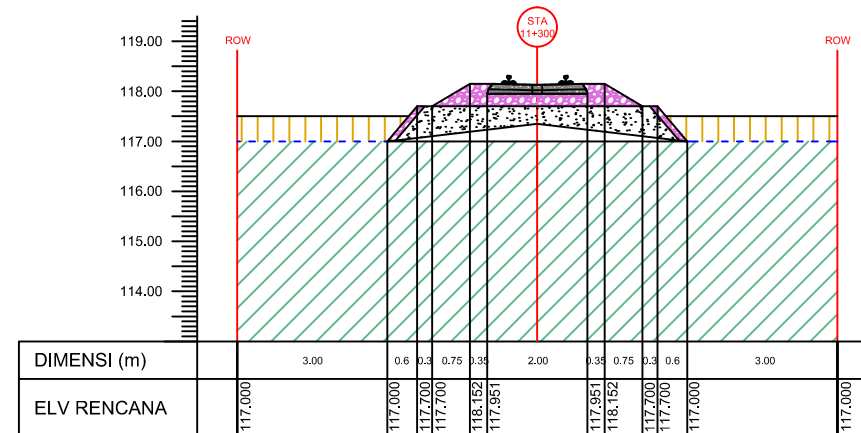 STA
11+300
ROW
ROW
119.00
118.00
117.00
116.00
115.00
114.00
DIMENSI (m)
3.00 0.6 0.3 0.75 0.35 2.00 0.35 0.75 0.3 0.6 3.00
ELV RENCANA
117.000 117.000 117.700 117.700 118.152 117.951 117.951 118.152 117.700 117.700 117.000 117.000